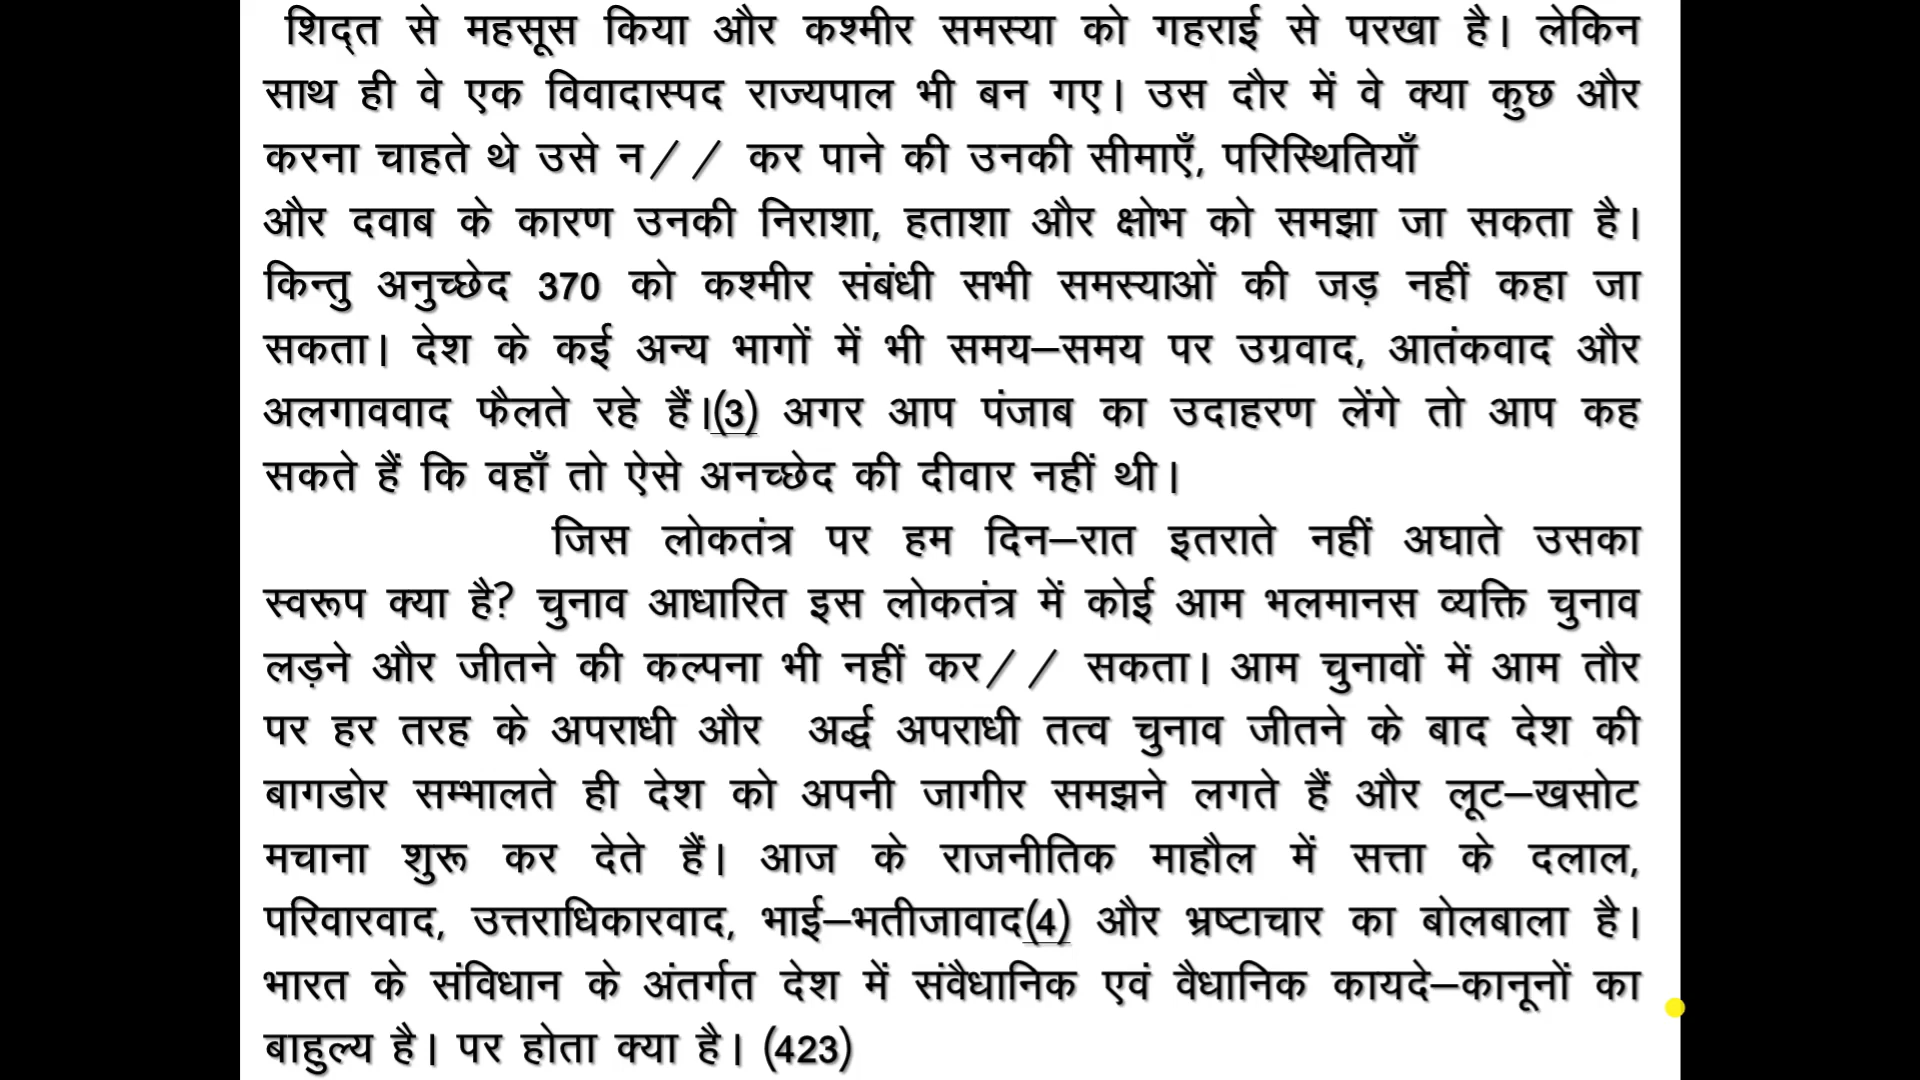 शिद्त से महसूस किया और कश्मीर समस्या को गहराई से परखा है। लेकिन
साथ ही वे एक विवादास्पद राज्यपाल भी बन गए। उस दौर में वे क्या कुछ और
करना चाहते थे उसे न// कर पाने की उनकी सीमाएँ, परिस्थितियाँ
और दवाब के कारण उनकी निराशा, हताशा और क्षोभ को समझा जा सकता है।
किन्तु अनुच्छेद 370 को कश्मीर संबंधी सभी समस्याओं की जड़ नहीं कहा जा
सकता। देश के कई अन्य भागों में भी समय–समय पर उग्रवाद, आतंकवाद और
अलगाववाद फैलते रहे हैं।(3) अगर आप पंजाब का उदाहरण लेंगे तो आप कह
सकते हैं कि वहाँ तो ऐसे अनच्छेद की दीवार नहीं थी।
जिस लोकतंत्र पर हम दिन–रात इतराते नहीं अघाते उसका
स्वरूप क्या है? चुनाव आधारित इस लोकतंत्र में कोई आम भलमानस व्यक्ति चुनाव
लड़ने और जीतने की कल्पना भी नहीं कर// सकता। आम चुनावों में आम तौर
पर हर तरह के अपराधी और अर्द्ध अपराधी तत्व चुनाव जीतने के बाद देश की
बागडोर सम्भालते ही देश को अपनी जागीर समझने लगते हैं और लूट–खसोट
मचाना शुरू कर देते हैं। आज के राजनीतिक माहौल में सत्ता के दलाल,
परिवारवाद, उत्तराधिकारवाद, भाई–भतीजावाद(4) और भ्रष्टाचार का बोलबाला है।
भारत के संविधान के अंतर्गत देश में संवैधानिक एवं वैधानिक कायदे–कानूनों का
बाहुल्य है। पर होता क्या है। (423)